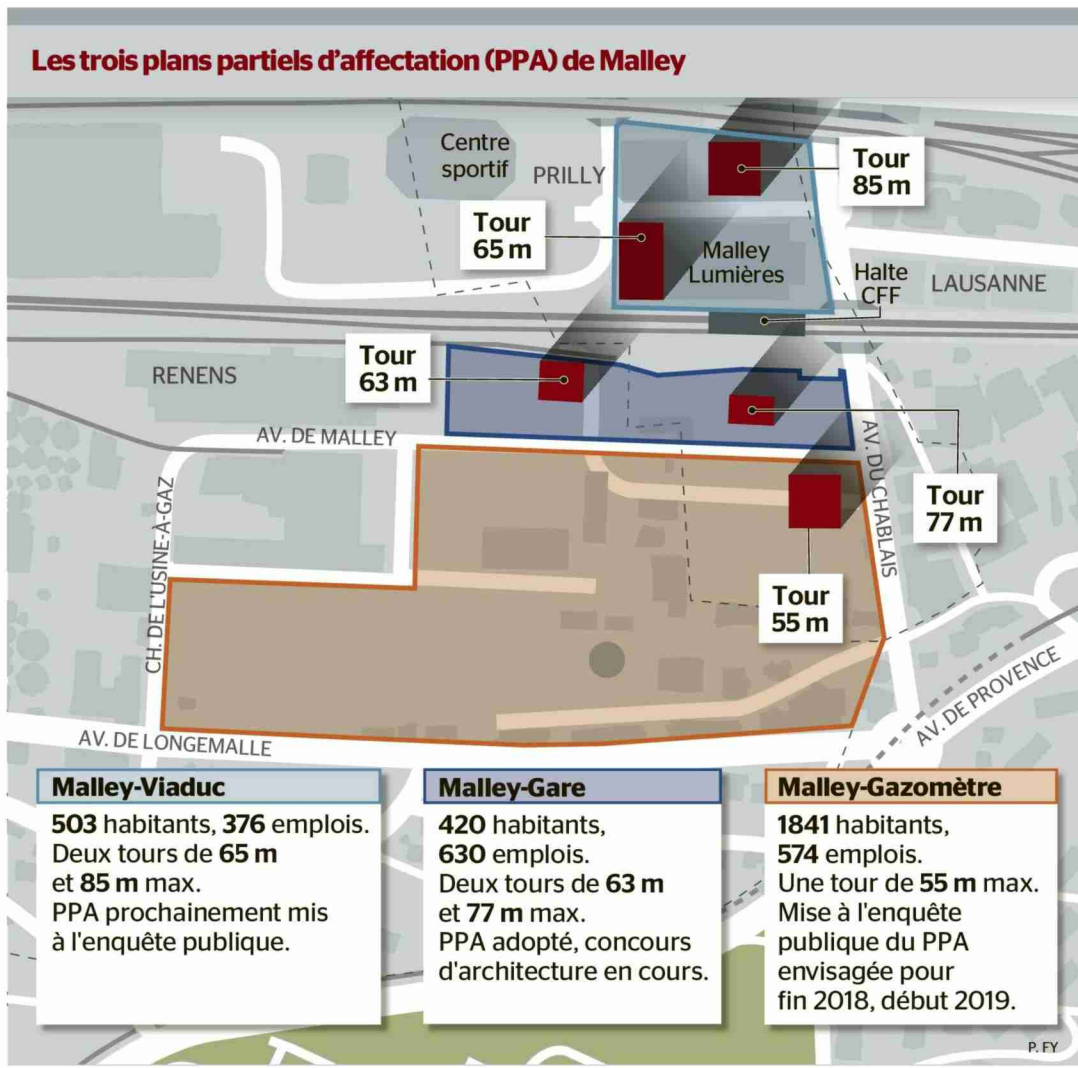 Les trois plans partiels d'affectation (PPA) de Malley
Centre
sportif
PRILLY
Tour
85 m
Tour
65 m
Malley
Lumières
Halte
CFF
LAUSANNE
Tour
63 m
RENENS
AV. DE MALLEY
CH. DE L'USINE-À-GAZ
AV. DU CHABLAIS
Tour
77 m
Tour
55 m
AV. DE PROVENCE
AV. DE LONGEMALLE
Malley-Viaduc
503 habitants, 376 emplois.
Deux tours de 65 m
et 85 m max.
PPA prochainement mis
à l'enquête publique.
Malley-Gare
420 habitants,
630 emplois.
Deux tours de 63 m
et 77 m max.
PPA adopté, concours
d'architecture en cours.
Malley-Gazomètre
1841 habitants,
574 emplois.
Une tour de 55 m max.
Mise à l'enquête
publique du PPA
envisagée pour
fin 2018, début 2019.
P. FY